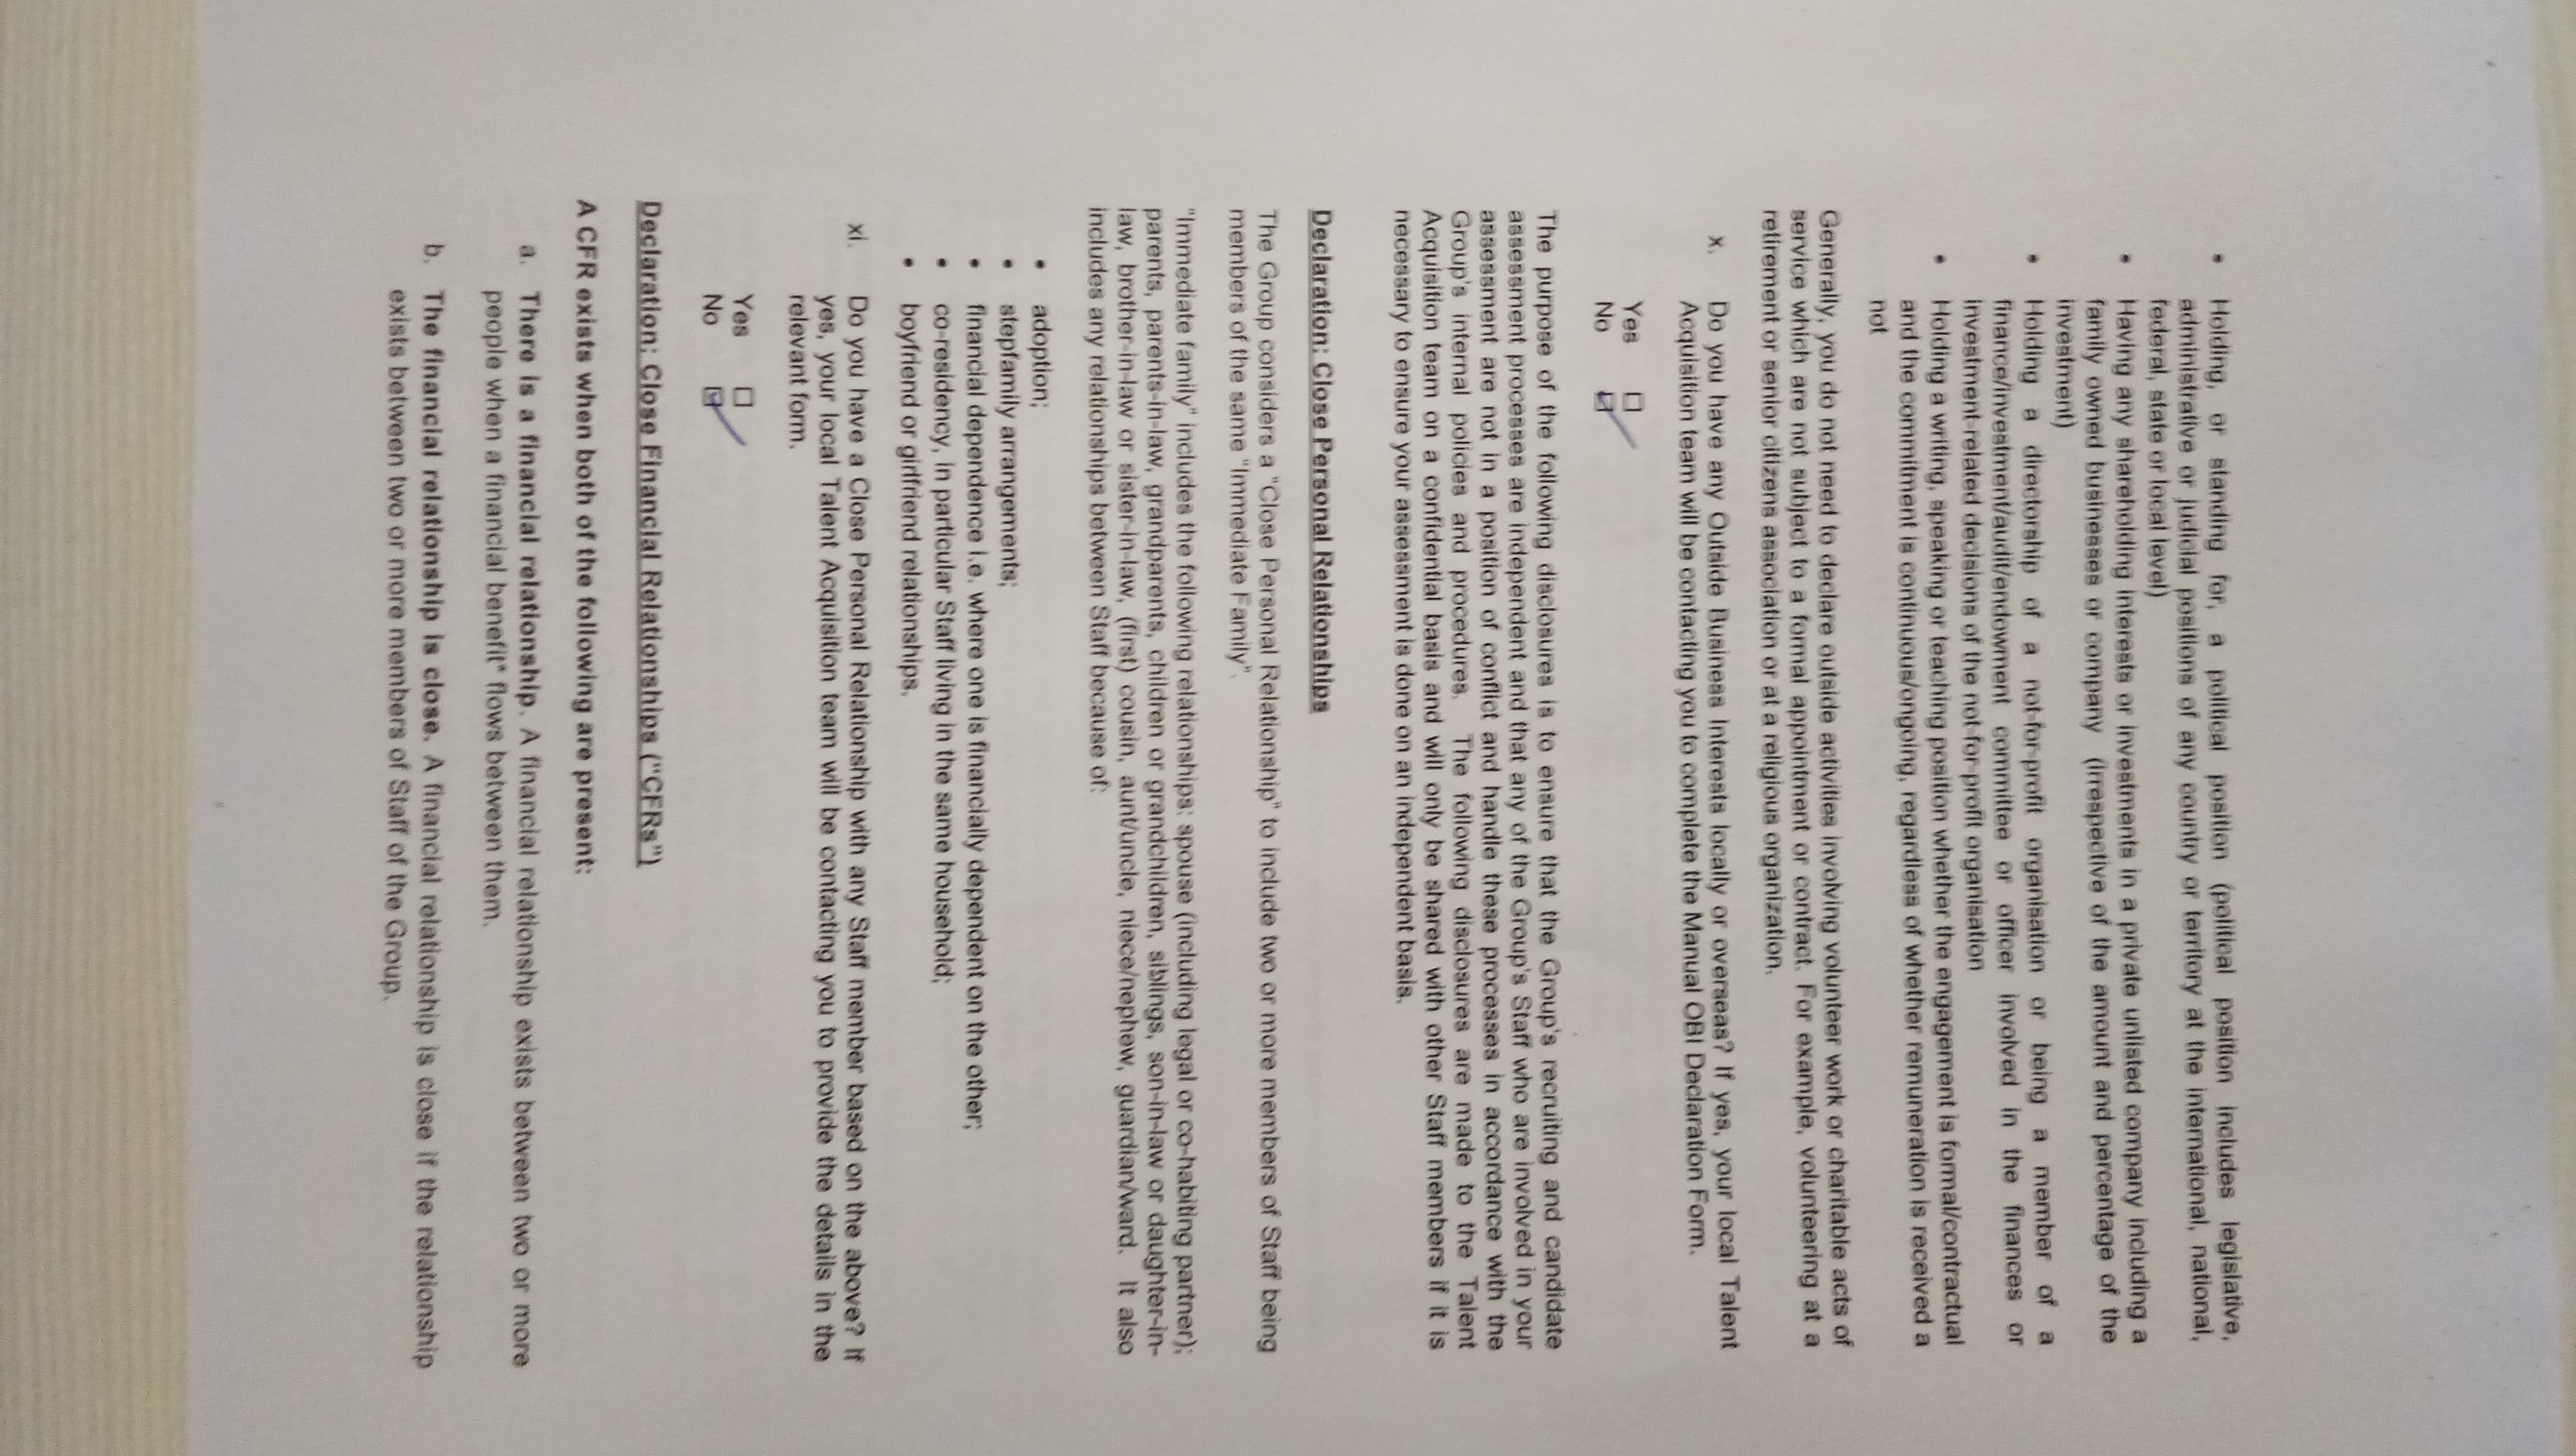 • Holding, or standing for, a political position (political position includes legislative,
administrative or judicial positions of any country or territory at the international, national,
federal, state or local level)
• Having any shareholding interests or investments in a private unlisted company including a
family owned businesses or company (irrespective of the amount and percentage of the
investment)
• Holding a directorship of a not-for-profit organisation or being a member of a
finance/investment/audit/endowment committee or officer involved in the finances or
investment-related decisions of the not-for-profit organisation
• Holding a writing, speaking or teaching position whether the engagement is formal/contractual
and the commitment is continuous/ongoing, regardless of whether remuneration is received a
not
Generally, you do not need to declare outside activities involving volunteer work or charitable acts of
service which are not subject to a formal appointment or contract. For example, volunteering at a
retirement or senior citizens association or at a religious organization.
x. Do you have any Outside Business Interests locally or overseas? If yes, your local Talent
Acquisition team will be contacting you to complete the Manual OBI Declaration Form.
Yes ☐
No ☑
The purpose of the following disclosures is to ensure that the Group's recruiting and candidate
assessment processes are independent and that any of the Group's Staff who are involved in your
assessment are not in a position of conflict and handle these processes in accordance with the
Group's internal policies and procedures. The following disclosures are made to the Talent
Acquisition team on a confidential basis and will only be shared with other Staff members if it is
necessary to ensure your assessment is done on an independent basis.
Declaration: Close Personal Relationships
The Group considers a "Close Personal Relationship" to include two or more members of Staff being
members of the same "Immediate Family".
"Immediate family" includes the following relationships: spouse (including legal or co-habiting partner);
parents, parents-in-law, grandparents, children or grandchildren, siblings, son-in-law or daughter-in-
law, brother-in-law or sister-in-law, (first) cousin, aunt/uncle, niece/nephew, guardian/ward. It also
includes any relationships between Staff because of:
• adoption;
• stepfamily arrangements;
• financial dependence i.e. where one is financially dependent on the other;
• co-residency, in particular Staff living in the same household;
• boyfriend or girlfriend relationships.
xi. Do you have a Close Personal Relationship with any Staff member based on the above? If
yes, your local Talent Acquisition team will be contacting you to provide the details in the
relevant form.
Yes ☐
No ☑
Declaration: Close Financial Relationships ("CFRs")
A CFR exists when both of the following are present:
a. There is a financial relationship. A financial relationship exists between two or more
people when a financial benefit* flows between them.
b. The financial relationship is close. A financial relationship is close if the relationship
exists between two or more members of Staff of the Group.